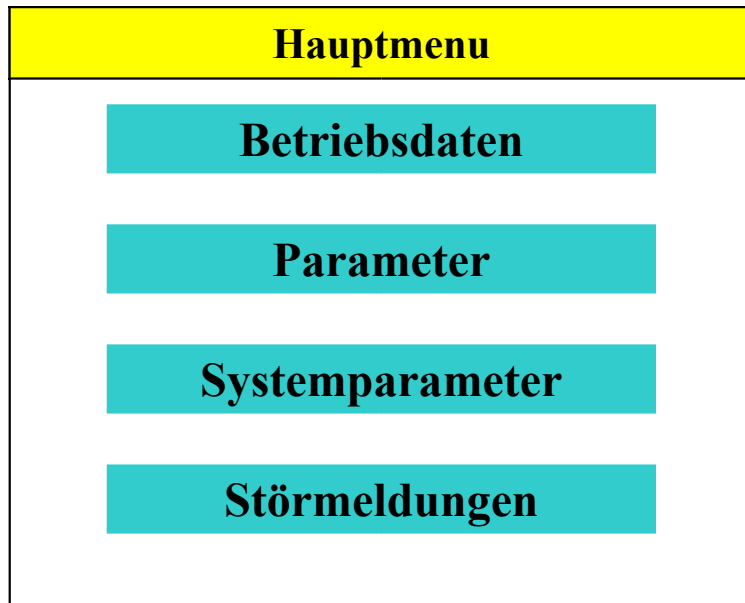 Hauptmenu
Betriebsdaten
Parameter
Systemparameter
Störmeldungen